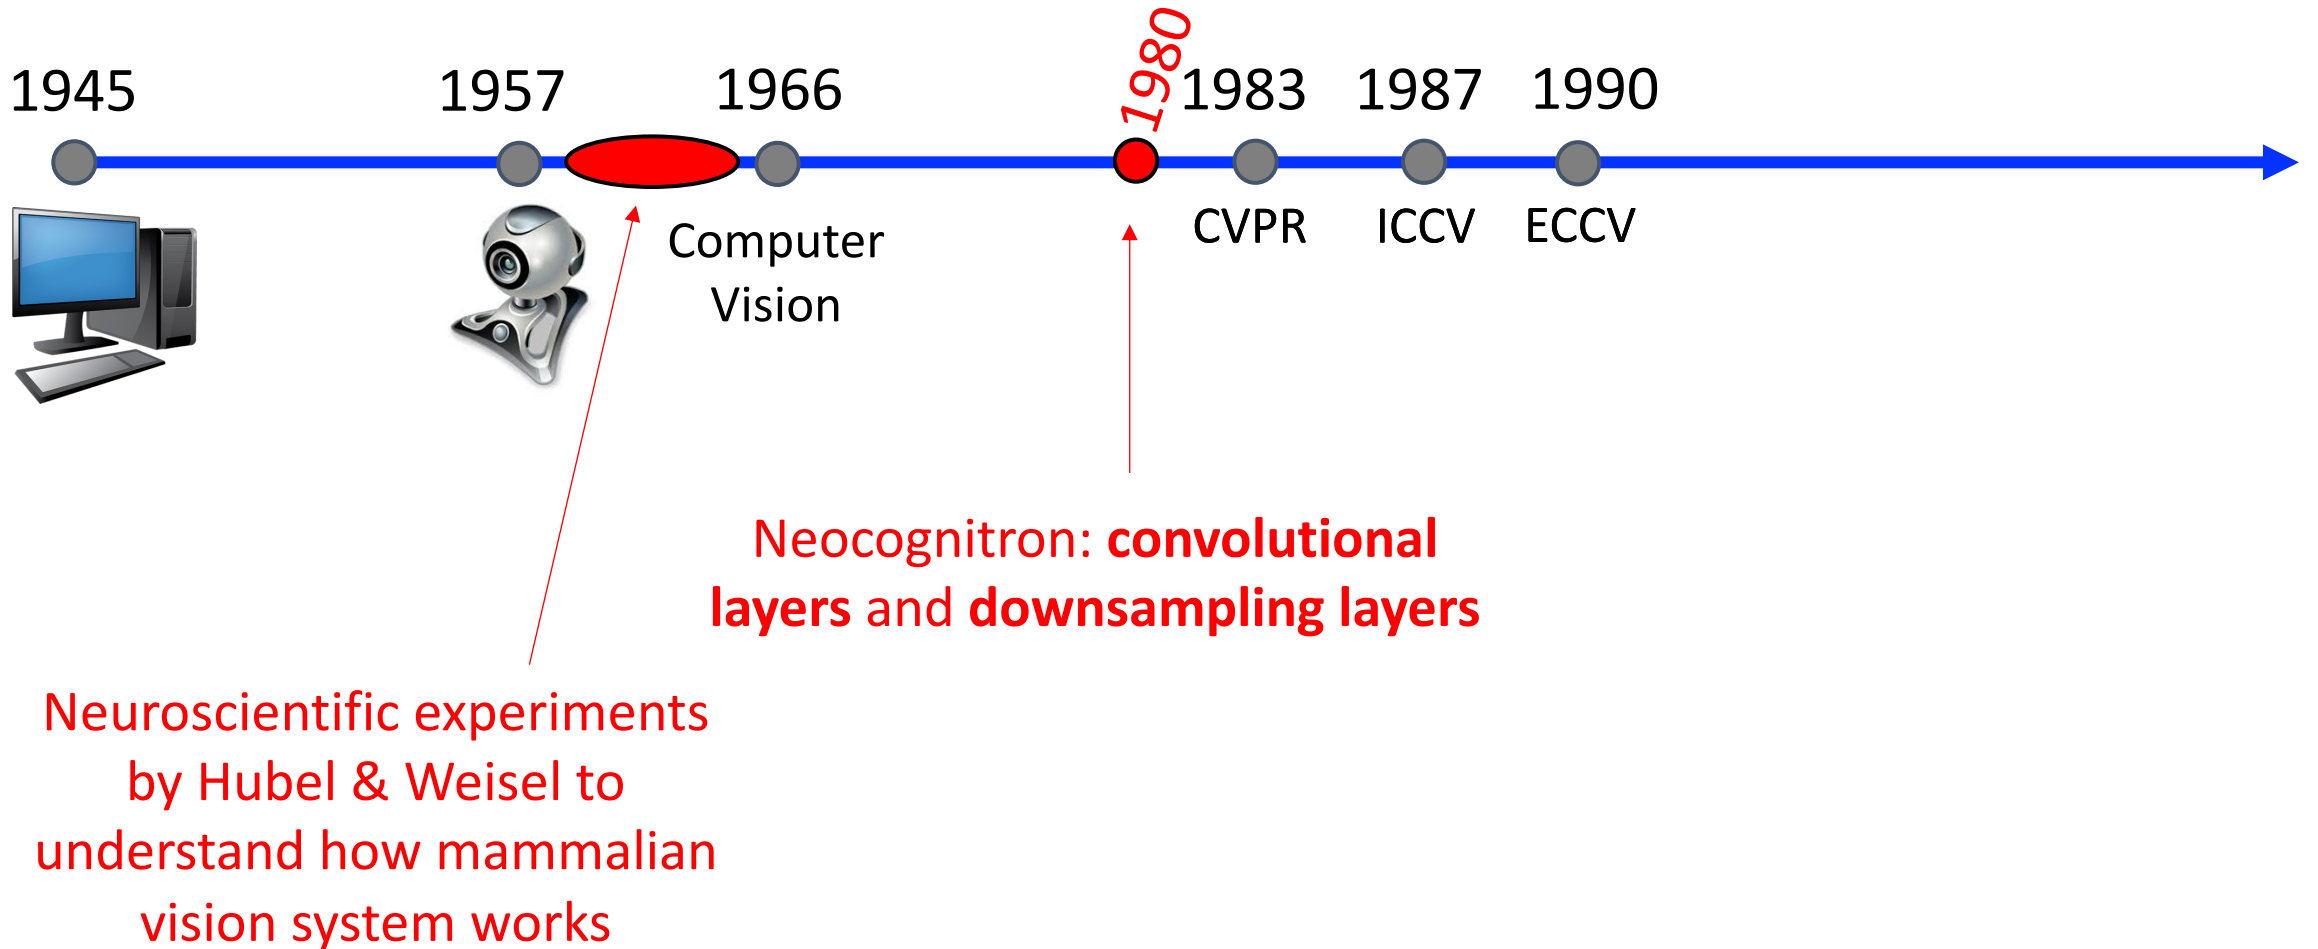 1945
1957
1966
1980
1983
1987
1990
Computer
Vision
CVPR
ICCV
ECCV
Neocognitron: convolutional
layers and downsampling layers
Neuroscientific experiments
by Hubel & Weisel to
understand how mammalian
vision system works